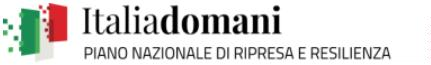 Italiadomani
PIANO NAZIONALE DI RIPRESA E RESILIENZA